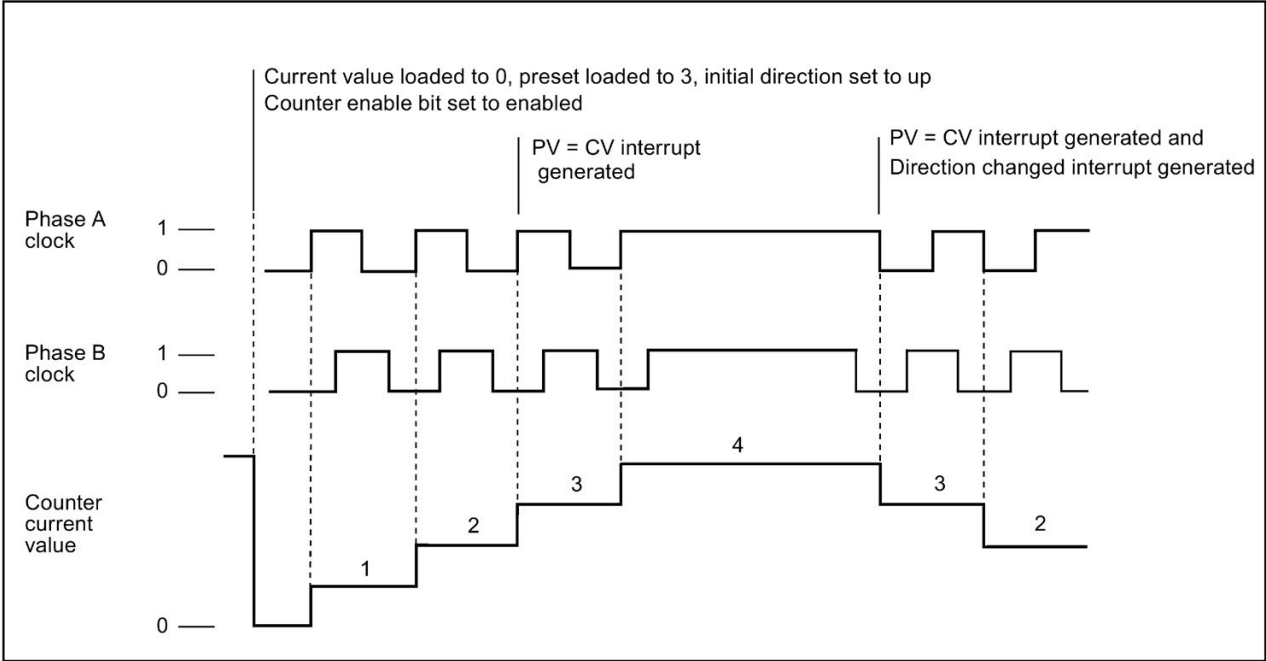 Current value loaded to 0, preset loaded to 3, initial direction set to up
Counter enable bit set to enabled
PV = CV interrupt
generated
PV = CV interrupt generated and
Direction changed interrupt generated
Phase A
clock
1
0
Phase B
clock
1
0
Counter
current
value
0
1
2
3
4
3
2